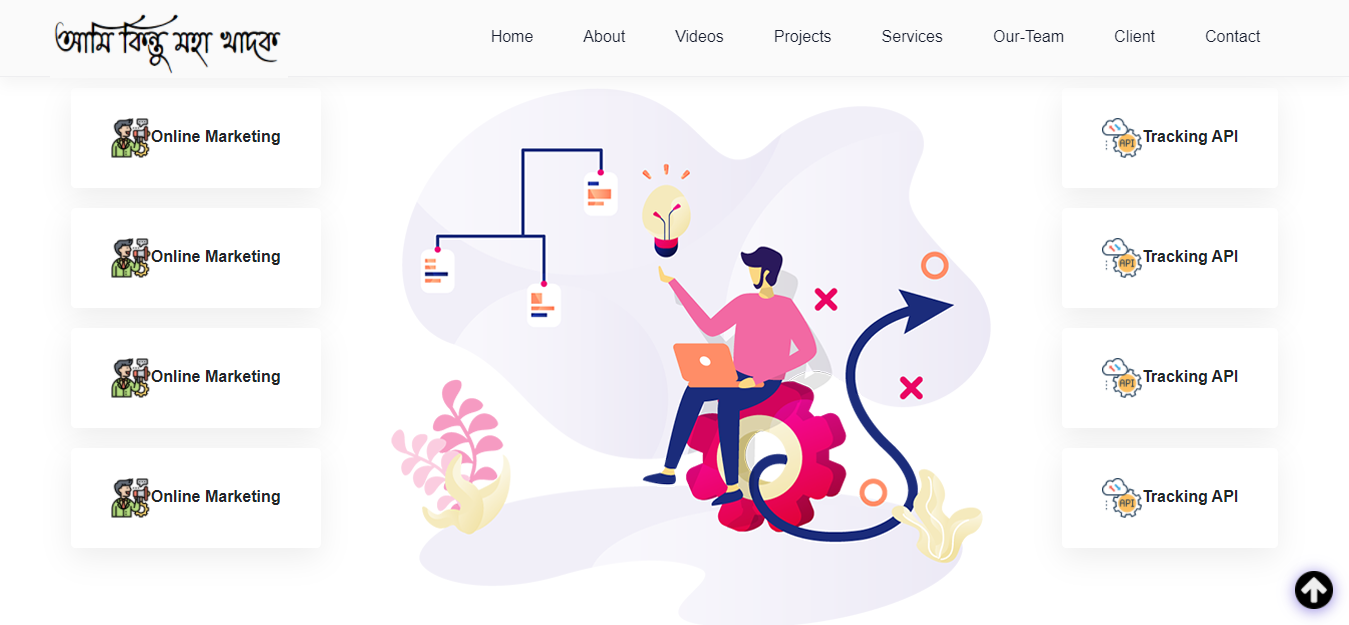 আমি কিন্তু মহা খাদক
Home About Videos Projects Services Our-Team Client Contact
Online Marketing
API Tracking API
Online Marketing
API Tracking API
Online Marketing
API Tracking API
Online Marketing
API Tracking API